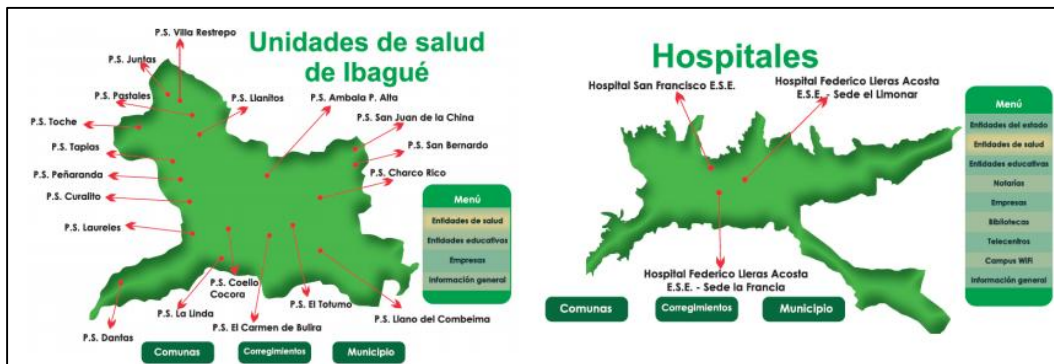 Unidades de salud
de Ibagué
P.S. Villa Restrepo
P.S. Juntas
P.S. Pastales
P.S. Llanitos
P.S. Ambala P. Alta
P.S. San Juan de la China
P.S. Toche
P.S. San Bernardo
P.S. Tapias
P.S. Peñaranda
P.S. Charco Rico
P.S. Curalito
P.S. Laureles
P.S. Coello
Cocora
P.S. El Totumo
P.S. La Linda
P.S. El Carmen de Bulira
P.S. Llano del Combeima
P.S. Dantas
Menú
Entidades de salud
Entidades educativas
Empresas
Información general
Comunas
Corregimientos
Municipio
Hospitales
Hospital San Francisco E.S.E.
Hospital Federico Lleras Acosta
E.S.E. - Sede el Limonar
Hospital Federico Lleras Acosta
E.S.E. - Sede la Francia
Menú
Entidades del estado
Entidades de salud
Entidades educativas
Notarías
Empresas
Bibliotecas
Telecentros
Campus WiFi
Información general
Comunas
Corregimientos
Municipio